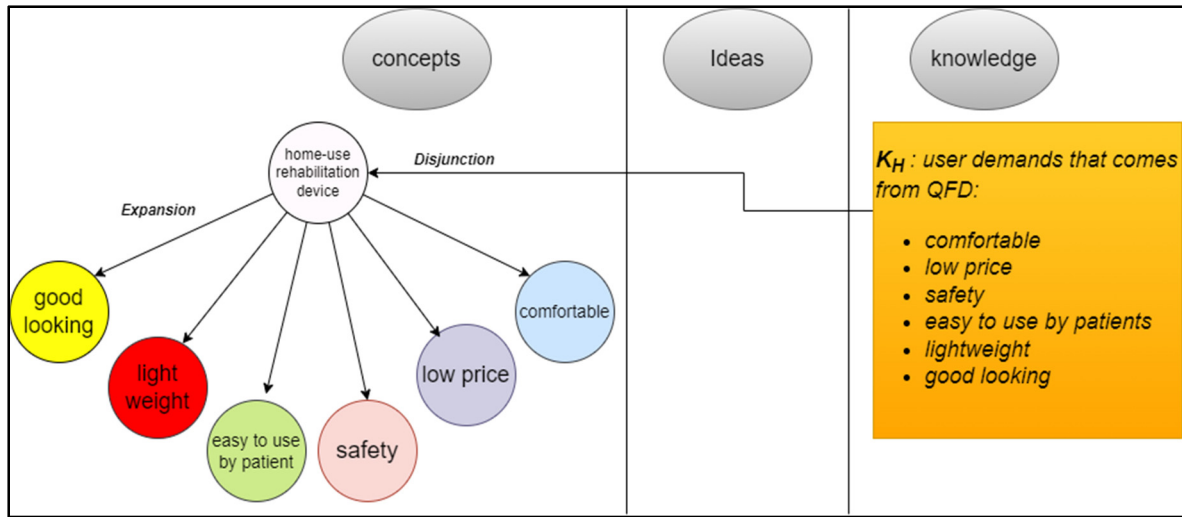 concepts
Ideas
knowledge
home-use
rehabilitation
device
Disjunction
Expansion
good
looking
light
weight
easy to use
by patient
safety
low price
comfortable
K_H : user demands that comes
from QFD:
• comfortable
• low price
• safety
• easy to use by patients
• lightweight
• good looking